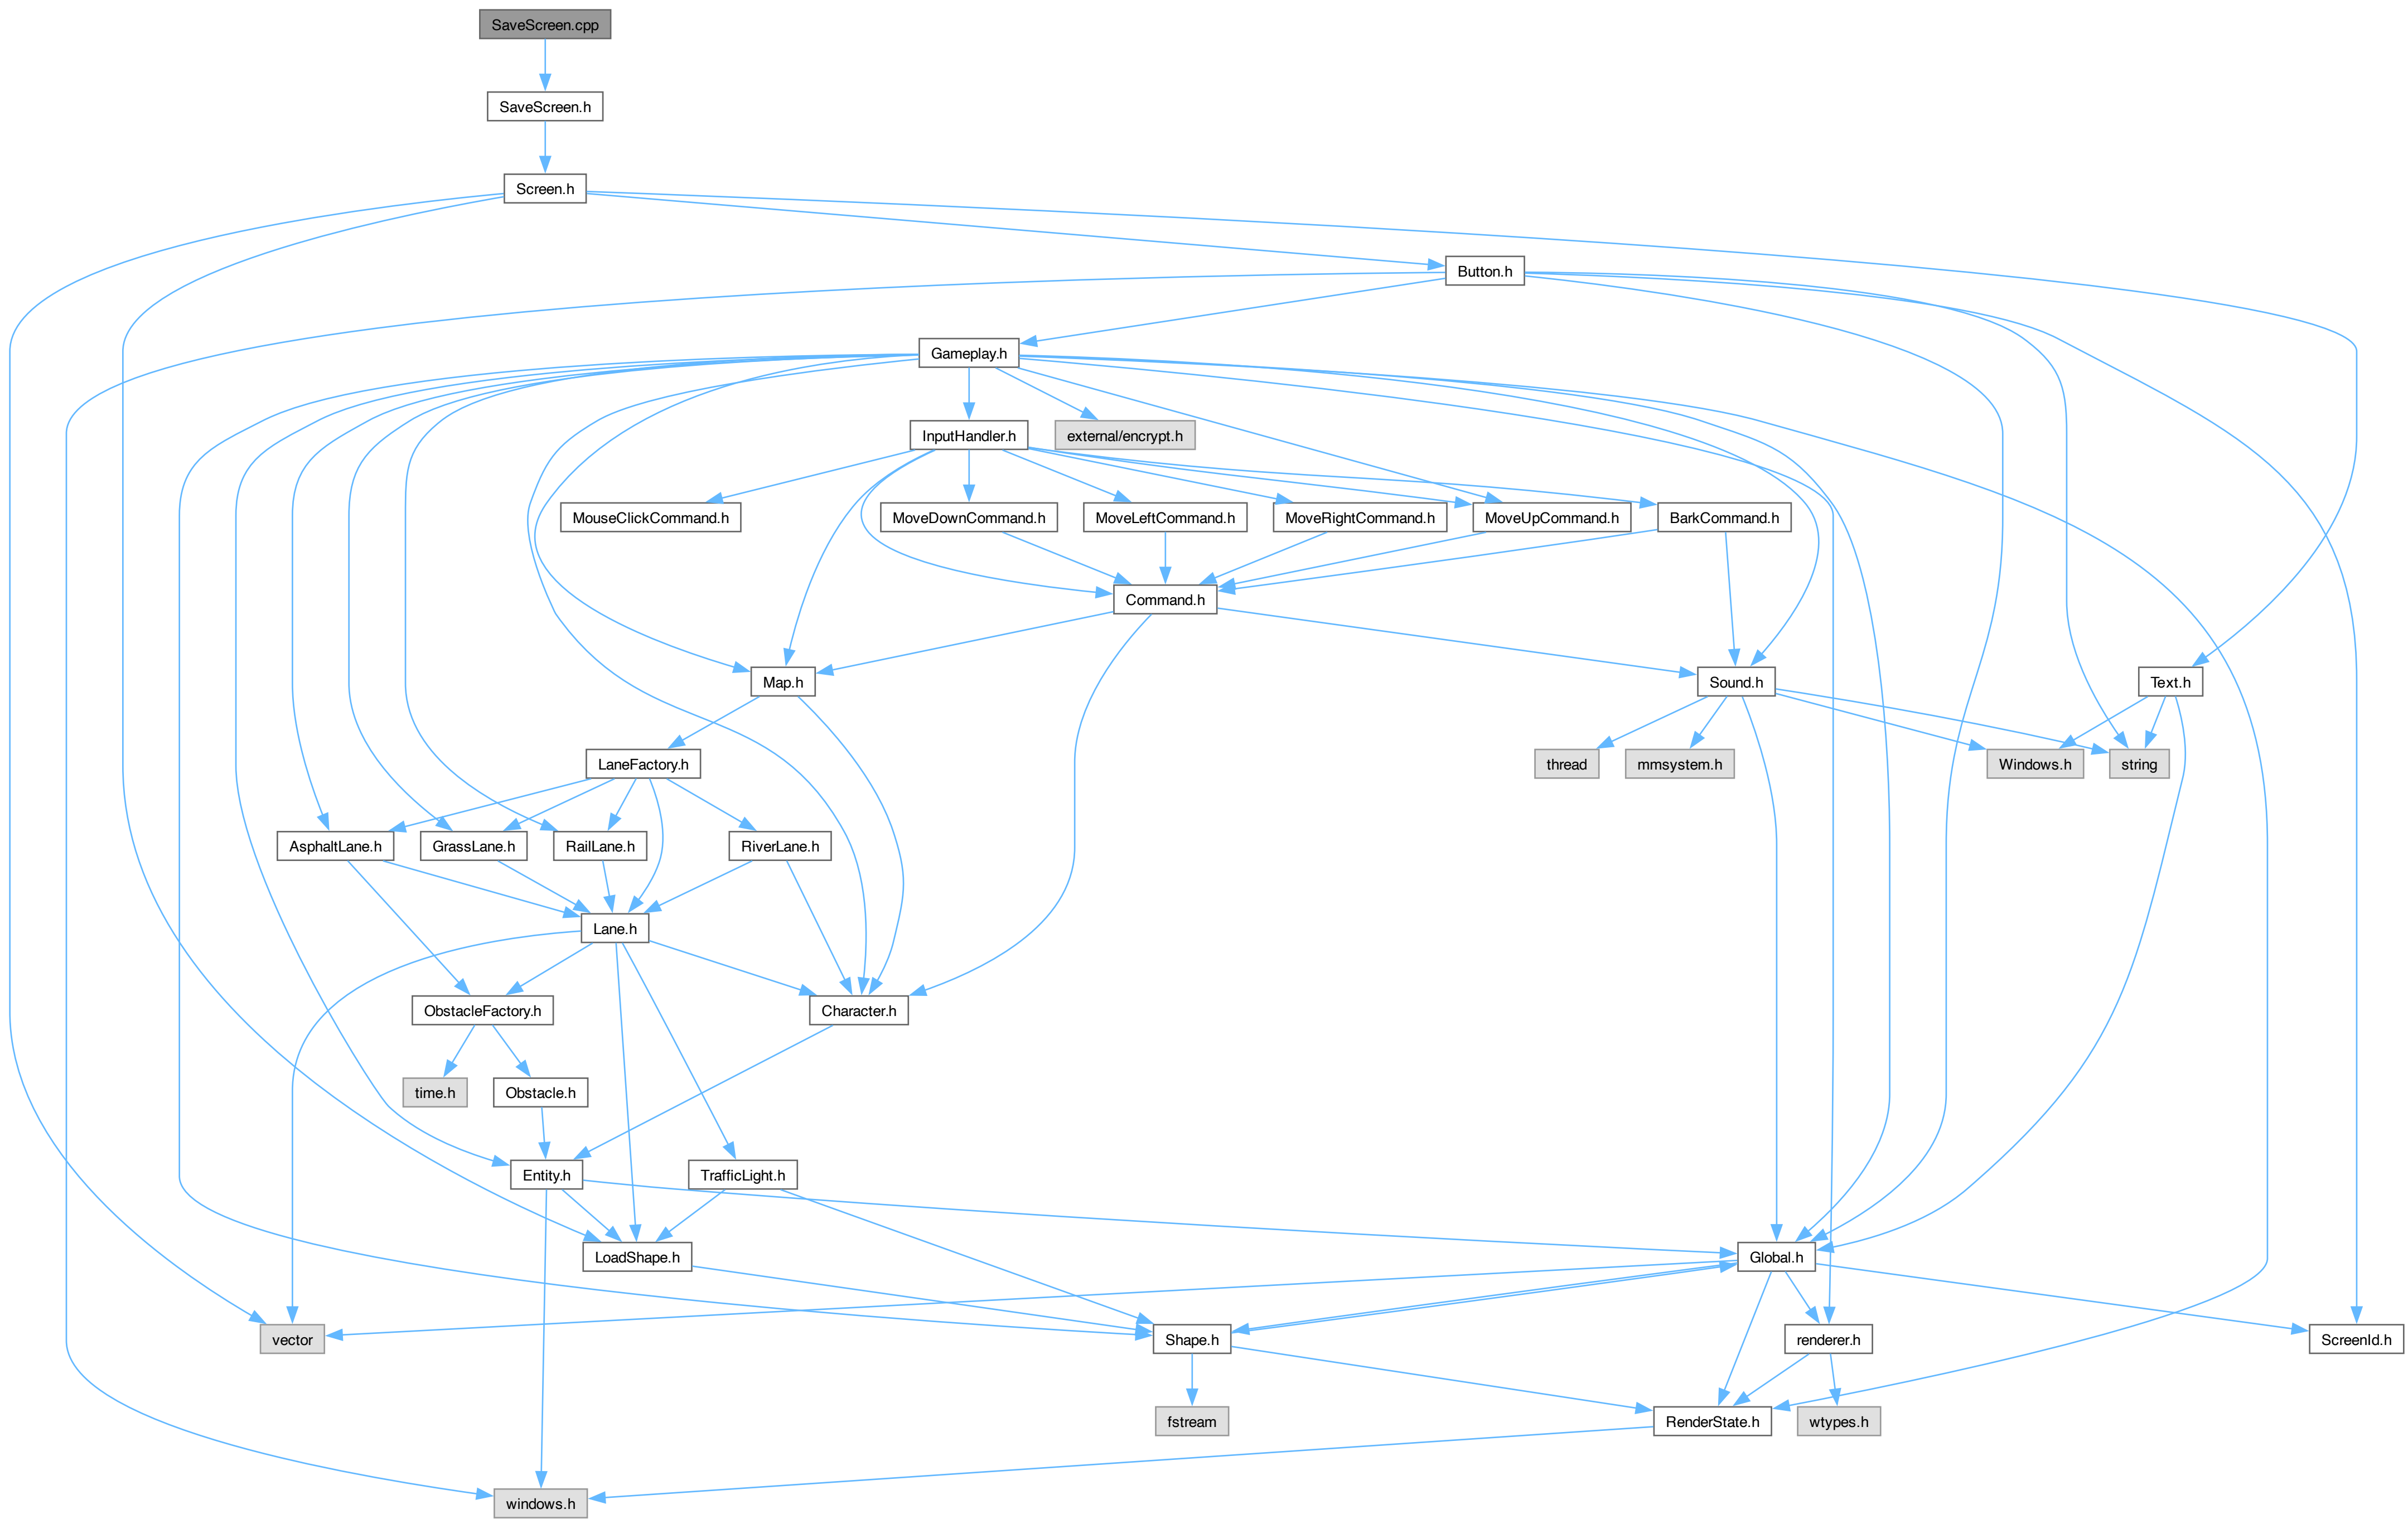 SaveScreen.cpp
SaveScreen.h
Screen.h
Button.h
Gameplay.h
InputHandler.h
external/encrypt.h
MouseClickCommand.h
MoveDownCommand.h
MoveLeftCommand.h
MoveRightCommand.h
MoveUpCommand.h
BarkCommand.h
Command.h
Map.h
Sound.h
Text.h
LaneFactory.h
thread
mmsystem.h
Windows.h
string
AsphaltLane.h
GrassLane.h
RailLane.h
RiverLane.h
Lane.h
ObstacleFactory.h
Character.h
time.h
Obstacle.h
Entity.h
TrafficLight.h
LoadShape.h
Global.h
vector
Shape.h
renderer.h
ScreenId.h
fstream
RenderState.h
wtypes.h
windows.h